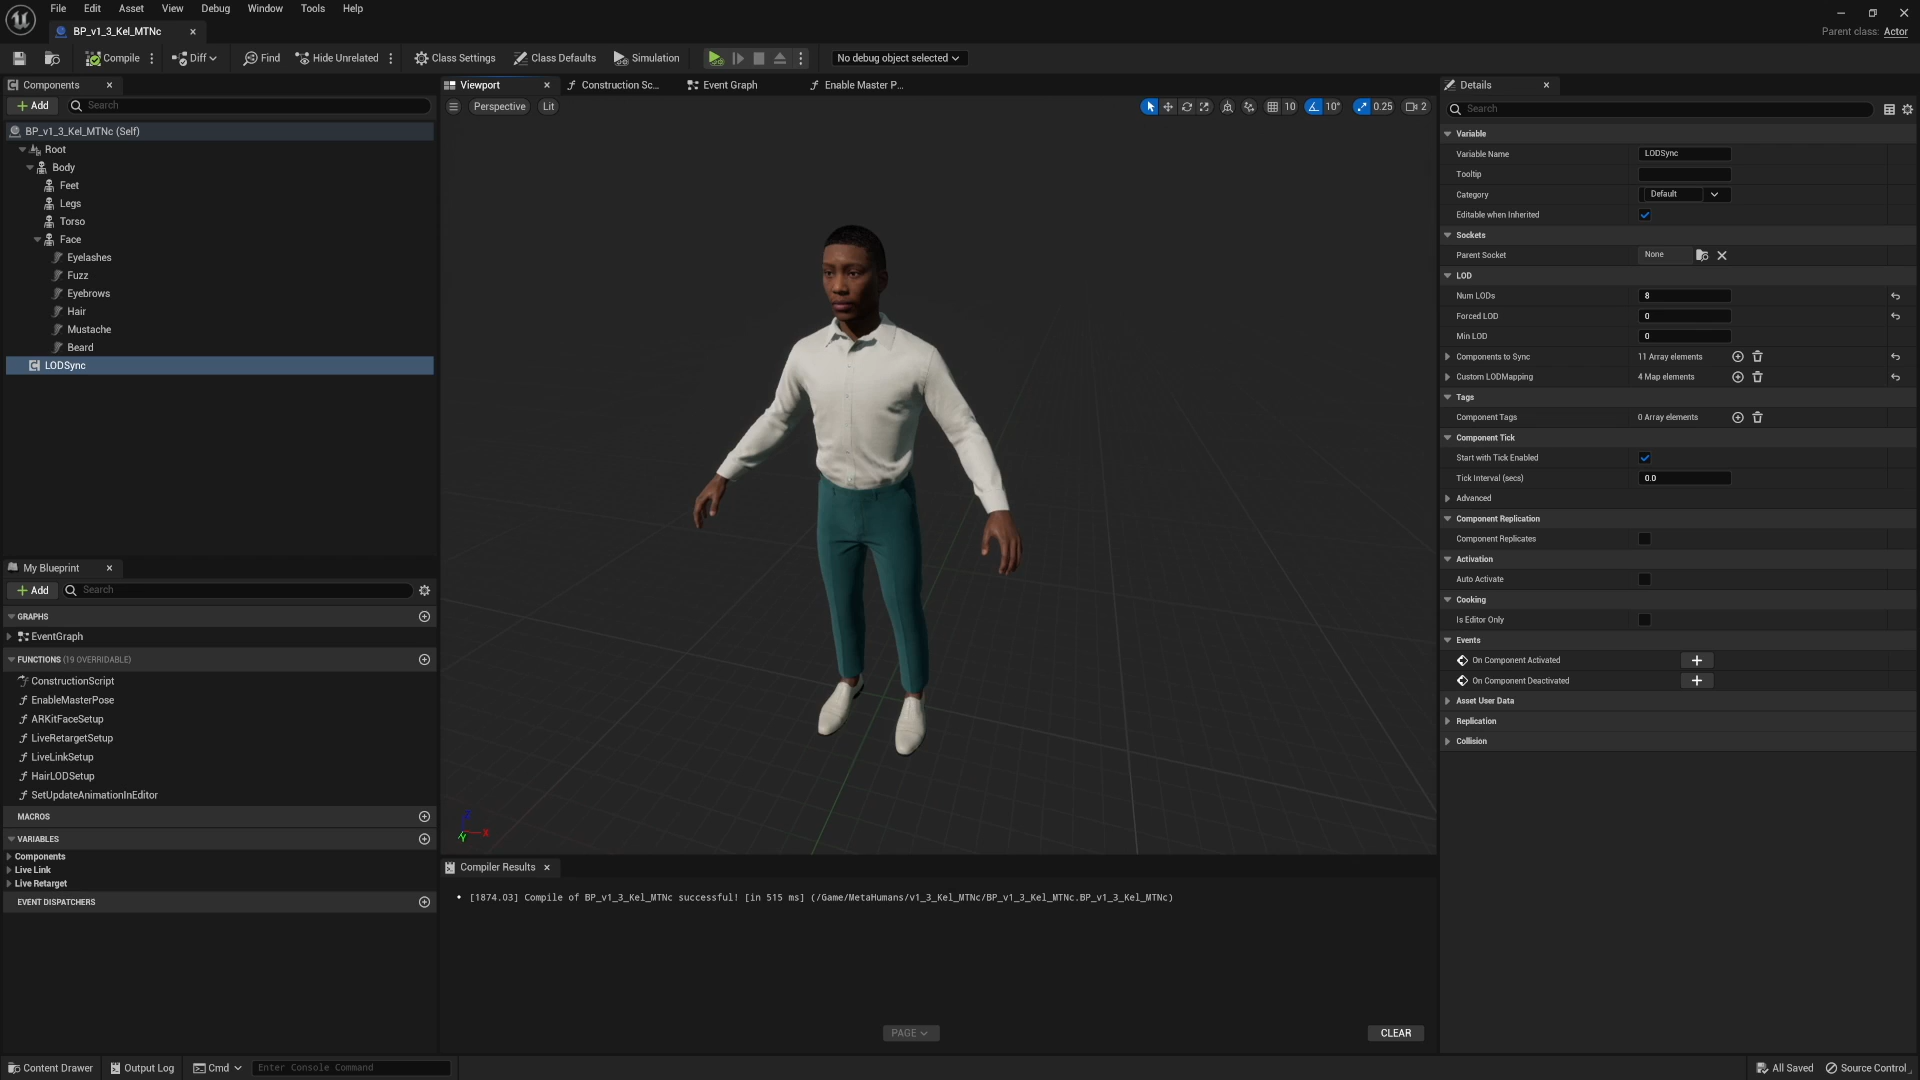 File Edit Asset View Debug Window Tools Help
BP_v1_3_Kel_MTNc
Parent class: Actor
Compile Diff Find Hide Unrelated Class Settings Class Defaults Simulation No debug object selected
Components
Add Search
BP_v1_3_Kel_MTNc (Self)
Root
Body
Feet
Legs
Torso
Face
Eyelashes
Fuzz
Eyebrows
Hair
Mustache
Beard
LODSync
My Blueprint
Add Search
GRAPHS
EventGraph
FUNCTIONS (19 OVERRIDABLE)
ConstructionScript
EnableMasterPose
ARKitFaceSetup
LiveRetargetSetup
LiveLinkSetup
HairLODSetup
SetUpdateAnimationInEditor
MACROS
VARIABLES
Components
Live Link
Live Retarget
EVENT DISPATCHERS
Viewport Construction Sc... Event Graph Enable Master P...
Perspective Lit 10 10° 0.25 2
X
Y
Compiler Results
[1874.03] Compile of BP_v1_3_Kel_MTNc successful! [in 515 ms] (/Game/MetaHumans/v1_3_Kel_MTNc/BP_v1_3_Kel_MTNc.BP_v1_3_Kel_MTNc)
PAGE CLEAR
Details
Search
Variable
Variable Name LODSync
Tooltip
Category Default
Editable when Inherited
Sockets
Parent Socket None
LOD
Num LODs 8
Forced LOD 0
Min LOD 0
Components to Sync 11 Array elements
Custom LODMapping 4 Map elements
Tags
Component Tags 0 Array elements
Component Tick
Start with Tick Enabled
Tick Interval (secs) 0.0
Advanced
Component Replication
Component Replicates
Activation
Auto Activate
Cooking
Is Editor Only
Events
On Component Activated
On Component Deactivated
Asset User Data
Replication
Collision
Content Drawer Output Log Cmd Enter Console Command All Saved Source Control